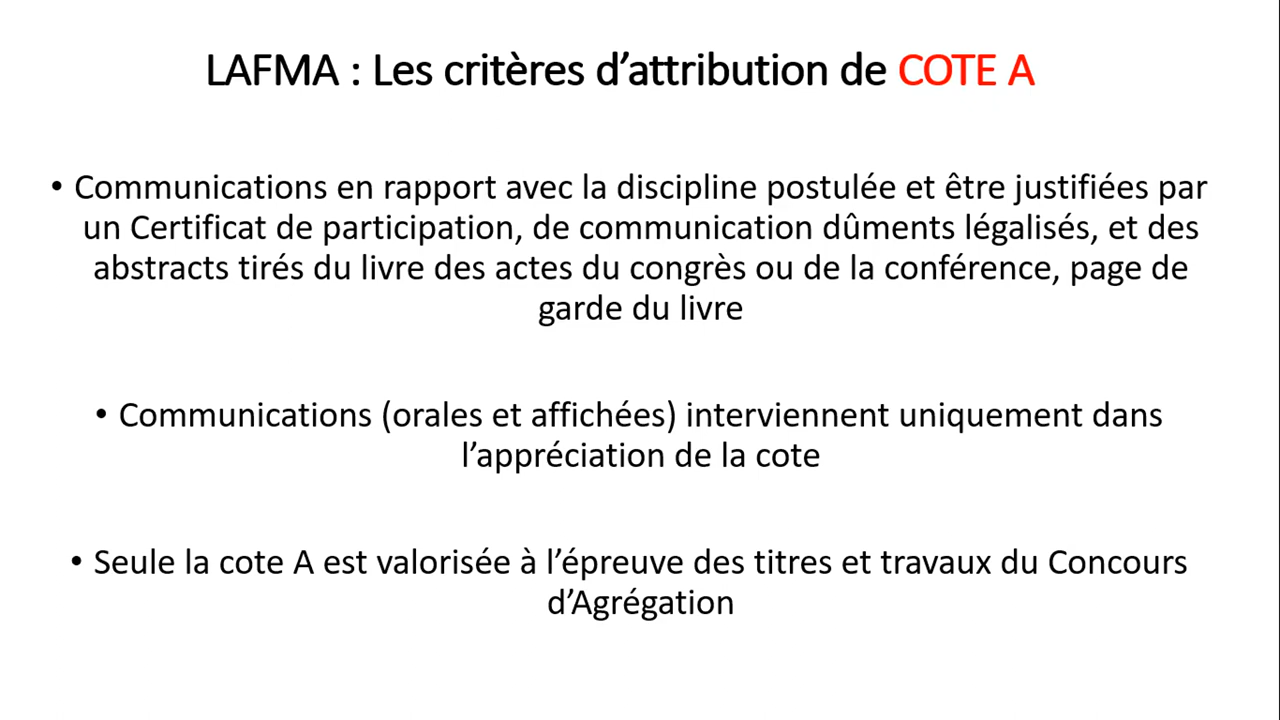 LAFMA : Les critères d’attribution de COTE A
• Communications en rapport avec la discipline postulée et être justifiées par
un Certificat de participation, de communication dûments légalisés, et des
abstracts tirés du livre des actes du congrès ou de la conférence, page de
garde du livre
• Communications (orales et affichées) interviennent uniquement dans
l’appréciation de la cote
• Seule la cote A est valorisée à l’épreuve des titres et travaux du Concours
d’Agrégation